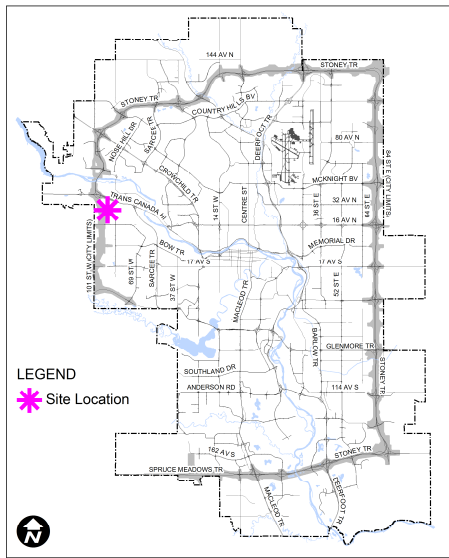 144 AV N
STONEY TR
STONEY TR
COUNTRY HILLS BV
NOSE HILL DR
SARCEE TR
DEERFOOT TR
80 AV N
CROWCHILD TR
MCKNIGHT BV
84 ST E (CITY LIMITS)
14 ST W
CENTRE ST
36 ST E
32 AV N
44 ST E
TRANS CANADA
16 AV N
101 ST W (CITY LIMITS)
BOW TR
MEMORIAL DR
17 AV S
17 AV S
69 ST W
SARCEE TR
37 ST W
52 ST E
MACLEOD TR
BARLOW TR
GLENMORE TR
SOUTHLAND DR
STONEY TR
LEGEND
ANDERSON RD
114 AV S
Site Location
162 AV S
STONEY TR
SPRUCE MEADOWS TR
MACLEOD TR
DEERFOOT TR
N